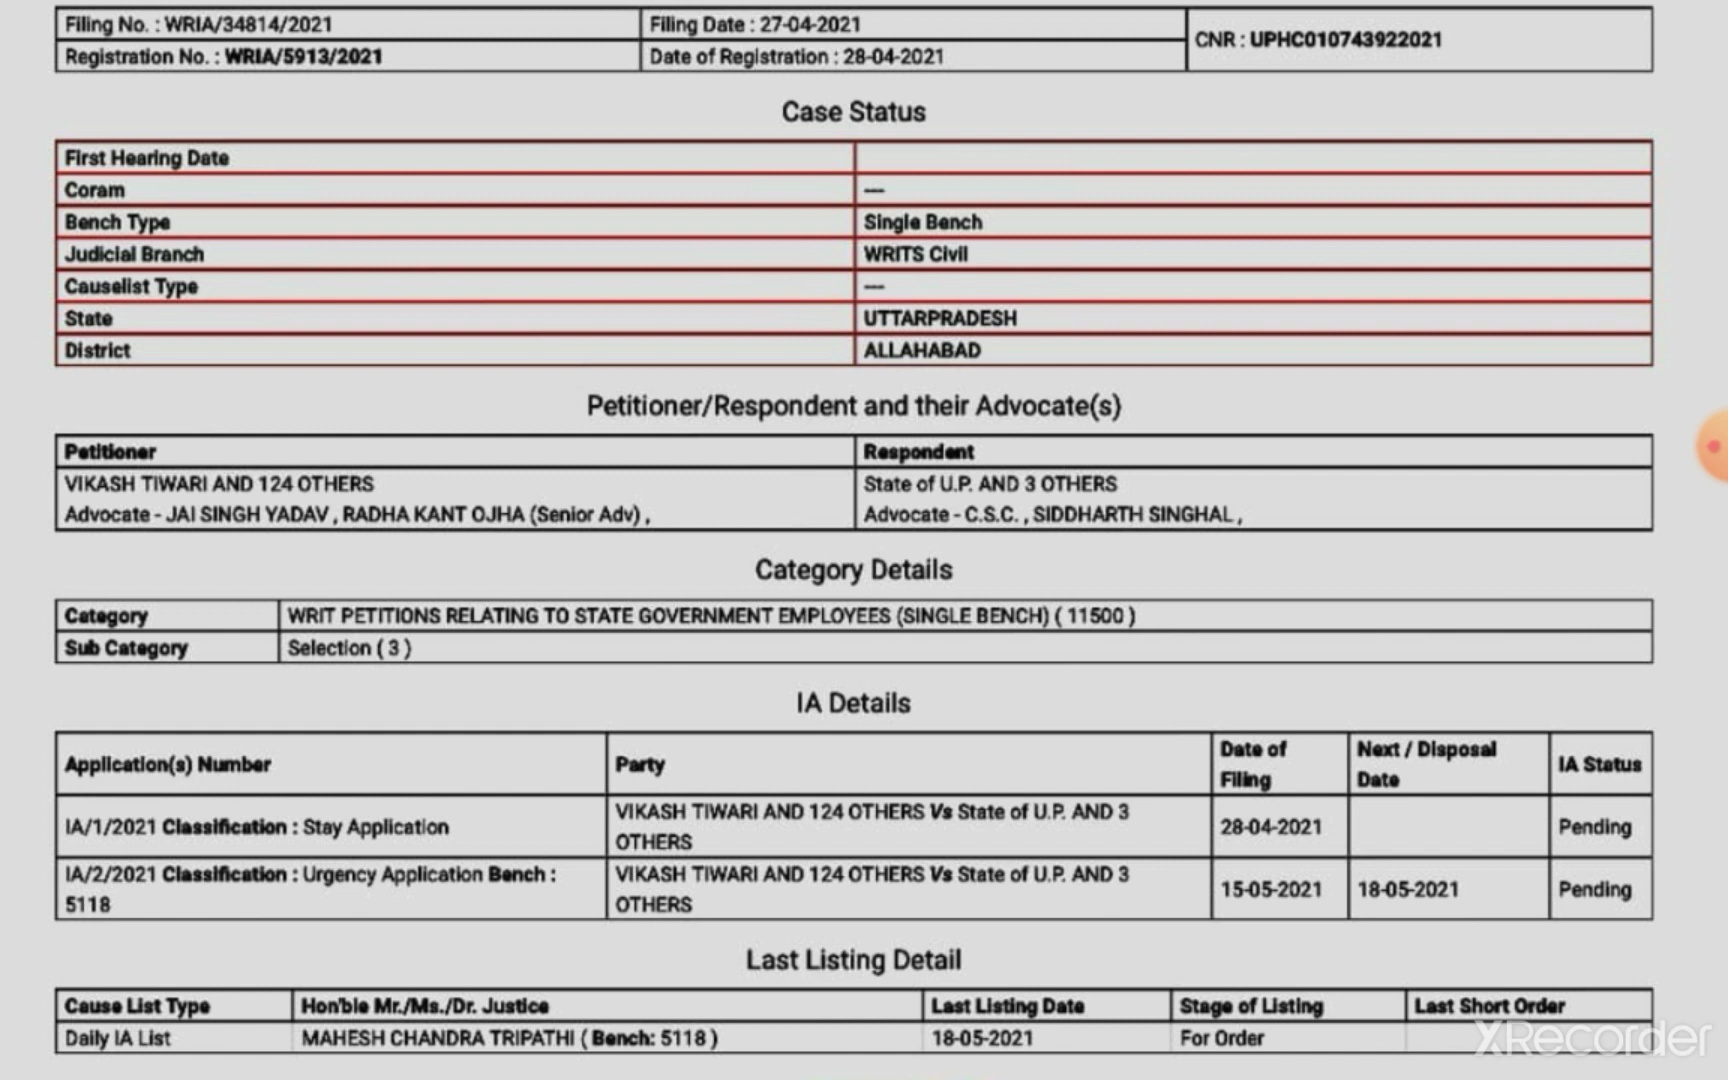 Filing No. : WRIA/34814/2021
Filing Date : 27-04-2021
CNR : UPHC010743922021
Registration No. : WRIA/5913/2021
Date of Registration : 28-04-2021
Case Status
First Hearing Date
Coram ---
Bench Type Single Bench
Judicial Branch WRITS Civil
Causelist Type ---
State UTTARPRADESH
District ALLAHABAD
Petitioner/Respondent and their Advocate(s)
Petitioner Respondent
VIKASH TIWARI AND 124 OTHERS State of U.P. AND 3 OTHERS
Advocate - JAI SINGH YADAV , RADHA KANT OJHA (Senior Adv) , Advocate - C.S.C. , SIDDHARTH SINGHAL ,
Category Details
Category WRIT PETITIONS RELATING TO STATE GOVERNMENT EMPLOYEES (SINGLE BENCH) ( 11500 )
Sub Category Selection ( 3 )
IA Details
Application(s) Number Party Date of Filing Next / Disposal Date IA Status
IA/1/2021 Classification : Stay Application VIKASH TIWARI AND 124 OTHERS Vs State of U.P. AND 3 OTHERS 28-04-2021 Pending
IA/2/2021 Classification : Urgency Application Bench : 5118 VIKASH TIWARI AND 124 OTHERS Vs State of U.P. AND 3 OTHERS 15-05-2021 18-05-2021 Pending
Last Listing Detail
Cause List Type Hon'ble Mr./Ms./Dr. Justice Last Listing Date Stage of Listing Last Short Order
Daily IA List MAHESH CHANDRA TRIPATHI ( Bench: 5118 ) 18-05-2021 For Order
XRecorder